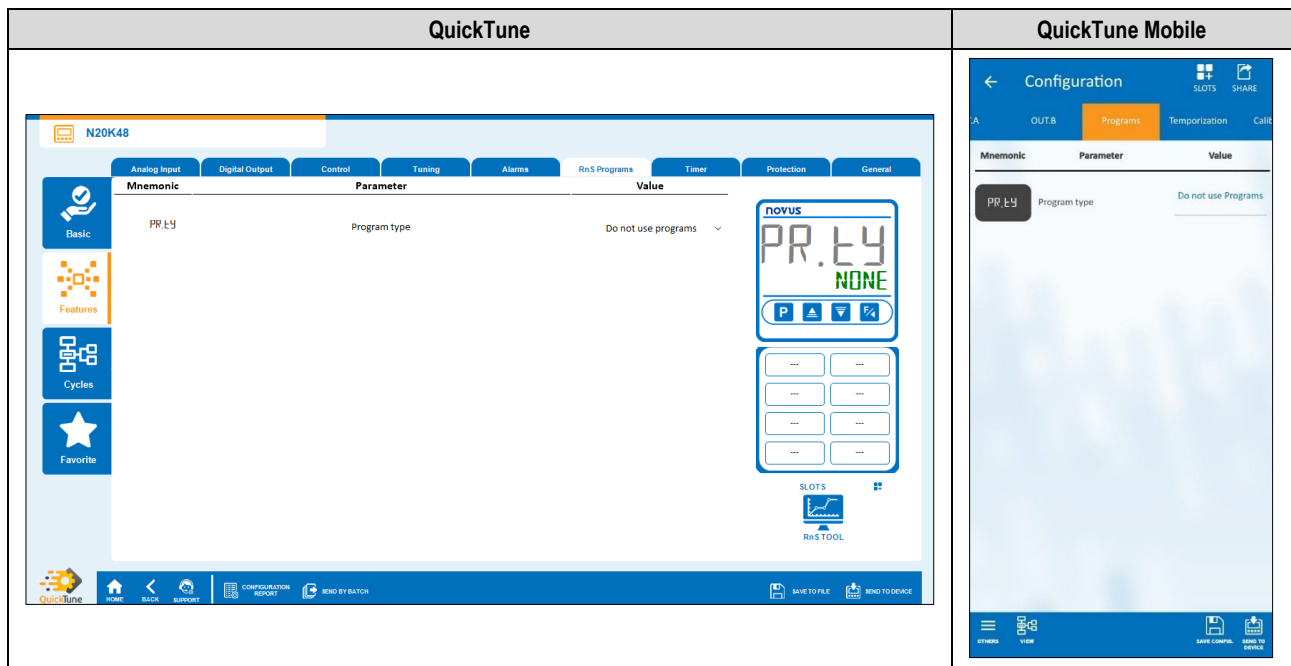 QuickTune
QuickTune Mobile
N20K48
Analog Input Digital Output Control Tuning Alarms RnS Programs Timer Protection General
Mnemonic Parameter Value
PR.tY Program type Do not use programs
Basic
Features
Cycles
Favorite
novus
PR.tY
NONE
P F/
--- ---
--- ---
--- ---
--- ---
SLOTS
RnS TOOL
QuickTune
HOME BACK SUPPORT
CONFIGURATION
REPORT
SEND BY BATCH
SAVE TO FILE SEND TO DEVICE
Configuration
SLOTS SHARE
.A OUT.B Programs Temporization Calib
Mnemonic Parameter Value
PR.tY Program type Do not use Programs
OTHERS VIEW
SAVE CONFIG. SEND TO
DEVICE